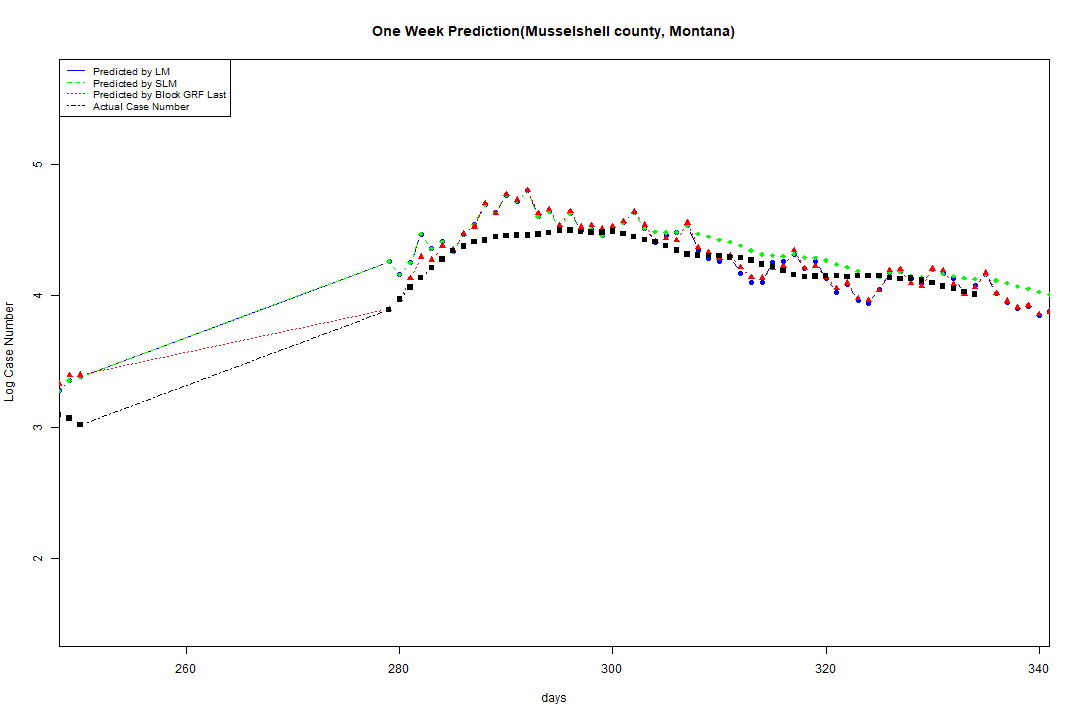 One Week Prediction(Musselshell county, Montana)
Predicted by LM
Predicted by SLM
Predicted by Block GRF Last
Actual Case Number
5
4
3
2
Log Case Number
260 280 300 320 340
days